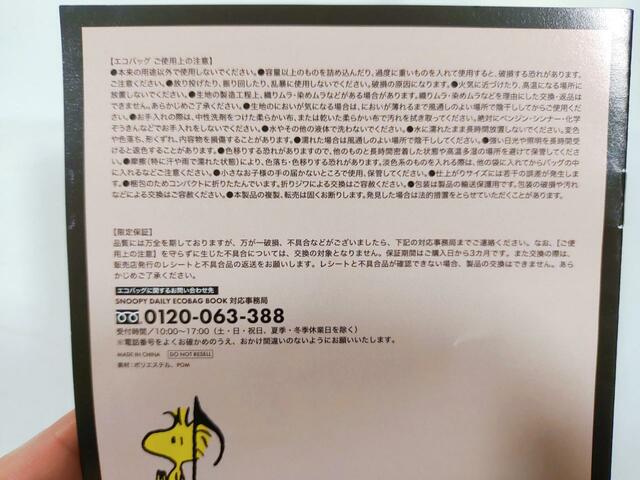 【エコバッグ ご使用上の注意】
●本来の用途以外で使用しないでください。●容量以上のものを詰め込んだり、過度に重いものを入れて使用すると、破損する恐れがあります。
ご注意ください。●放り投げたり、振り回したり、乱暴に使用しないでください。破損の原因になります。●火気に近づけたり、高温になる場所に
放置しないでください。●生地の製造工程上、織りムラ・染めムラなどがある場合があります。織りムラ・染めムラなどを理由にした交換・返品は
できません。あらかじめご了承ください。●生地のにおいが気になる場合は、においが薄れるまで風通しのよい場所で陰干ししてからご使用くださ
い。●お手入れの際は、中性洗剤をつけた柔らかい布、または乾いた柔らかい布で汚れを拭き取ってください。絶対にベンジン・シンナー・化学
ぞうきんなどでお手入れをしないでください。●水やその他の液体で洗わないでください。●水に濡れたまま長時間放置しないでください。変色
や色落ち、形くずれ、内容物を損傷することがあります。●濡れた場合は風通しのよい場所で陰干ししてください。●強い日光や照明を長時間受
けると退色することがあります。●色移りする恐れがありますので、他のものと長時間密着した状態や高温多湿の場所を避けて保管してくださ
い。●摩擦(特に汗や雨で濡れた状態)により、色落ち・色移りする恐れがあります。淡色系のものを入れる際は、他の袋に入れてからバッグの中
に入れるなどご注意ください。●小さなお子様の手の届かないところで使用、保管してください。●仕上がりサイズには若干の誤差が発生しま
す。●梱包のためコンパクトに折りたたんでいます。折りジワによる交換はご容赦ください。●包装は製品の輸送保護用です。包装の破損や汚れ
などによる交換はご容赦ください。●本製品の複製、転売は固くお断りします。発見した場合は法的措置をとらせていただくことがあります。
【限定保証】
品質には万全を期しておりますが、万が一破損、不具合などがございましたら、下記の対応事務局までご連絡ください。なお、【ご使
用上の注意】を守らずに生じた不具合については、交換の対象となりません。保証期間はご購入日から3カ月です。また交換の際は、
販売店発行のレシートと不具合品の返送をお願いします。レシートと不具合品が確認できない場合、製品の交換はできません。あら
かじめご了承ください。
エコバッグに関するお問い合わせ先
SNOOPY DAILY ECOBAG BOOK 対応事務局
0120-063-388
受付時間/10:00~17:00(土・日・祝日、夏季・冬季休業日を除く)
※電話番号をよくお確かめのうえ、おかけ間違いのないようにお願いいたします。
MADE IN CHINA DO NOT RESELL
素材:ポリエステル、POM